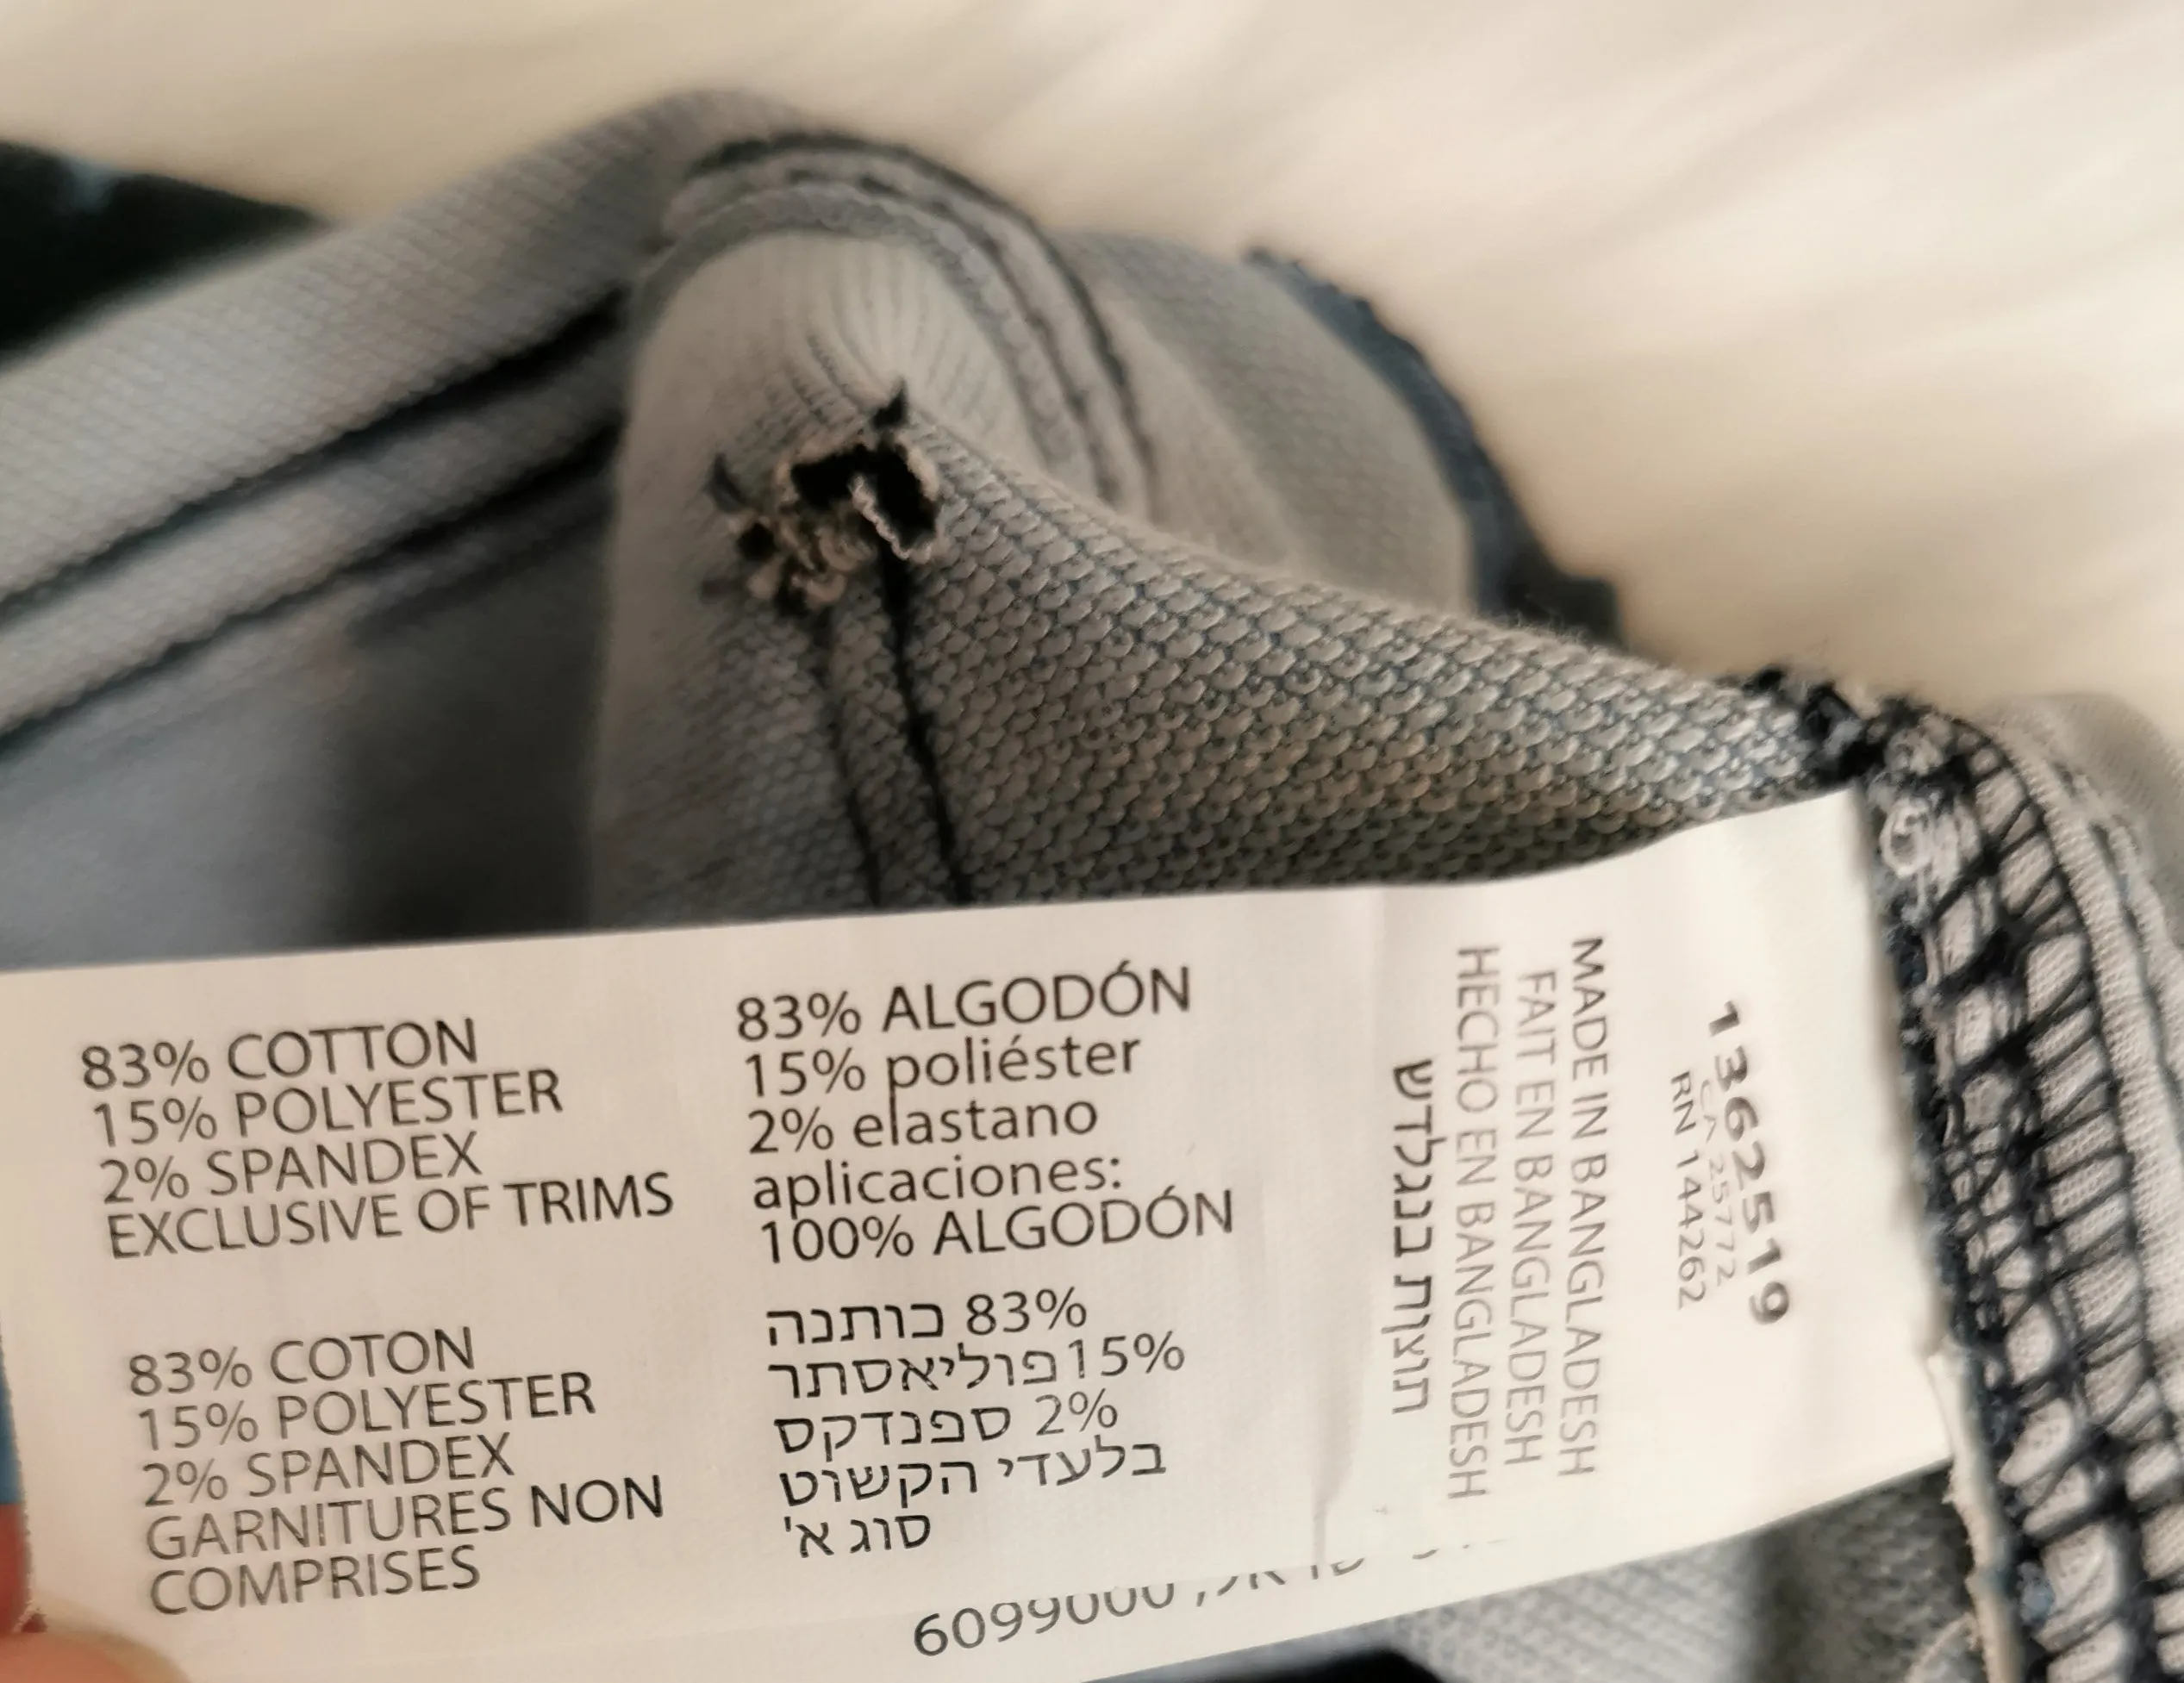 83% COTTON
15% POLYESTER
2% SPANDEX
EXCLUSIVE OF TRIMS
83% COTON
15% POLYESTER
2% SPANDEX
GARNITURES NON
COMPRISES
83% ALGODÓN
15% poliéster
2% elastano
aplicaciones:
100% ALGODÓN
83% כותנה
15%פוליאסתר
2% ספנדקס
בלעדי הקשוט
סוג א'
1362519
CA 25772
RN 144262
MADE IN BANGLADESH
FAIT EN BANGLADESH
HECHO EN BANGLADESH
תוצרת בנגלדש
6099000